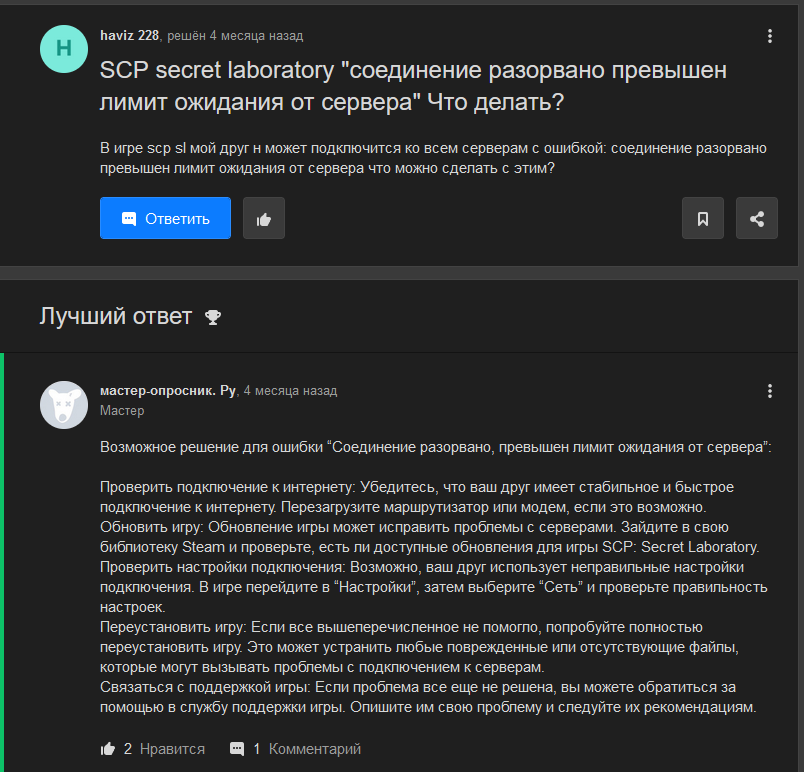 H
haviz 228, решён 4 месяца назад
SCP secret laboratory "соединение разорвано превышен
лимит ожидания от сервера" Что делать?
В игре scp sl мой друг н может подключится ко всем серверам с ошибкой: соединение разорвано
превышен лимит ожидания от сервера что можно сделать с этим?
Ответить
Лучший ответ
мастер-опросник. Ру, 4 месяца назад
Мастер
Возможное решение для ошибки “Соединение разорвано, превышен лимит ожидания от сервера”:
Проверить подключение к интернету: Убедитесь, что ваш друг имеет стабильное и быстрое
подключение к интернету. Перезагрузите маршрутизатор или модем, если это возможно.
Обновить игру: Обновление игры может исправить проблемы с серверами. Зайдите в свою
библиотеку Steam и проверьте, есть ли доступные обновления для игры SCP: Secret Laboratory.
Проверить настройки подключения: Возможно, ваш друг использует неправильные настройки
подключения. В игре перейдите в “Настройки”, затем выберите “Сеть” и проверьте правильность
настроек.
Переустановить игру: Если все вышеперечисленное не помогло, попробуйте полностью
переустановить игру. Это может устранить любые поврежденные или отсутствующие файлы,
которые могут вызывать проблемы с подключением к серверам.
Связаться с поддержкой игры: Если проблема все еще не решена, вы можете обратиться за
помощью в службу поддержки игры. Опишите им свою проблему и следуйте их рекомендациям.
2 Нравится 1 Комментарий